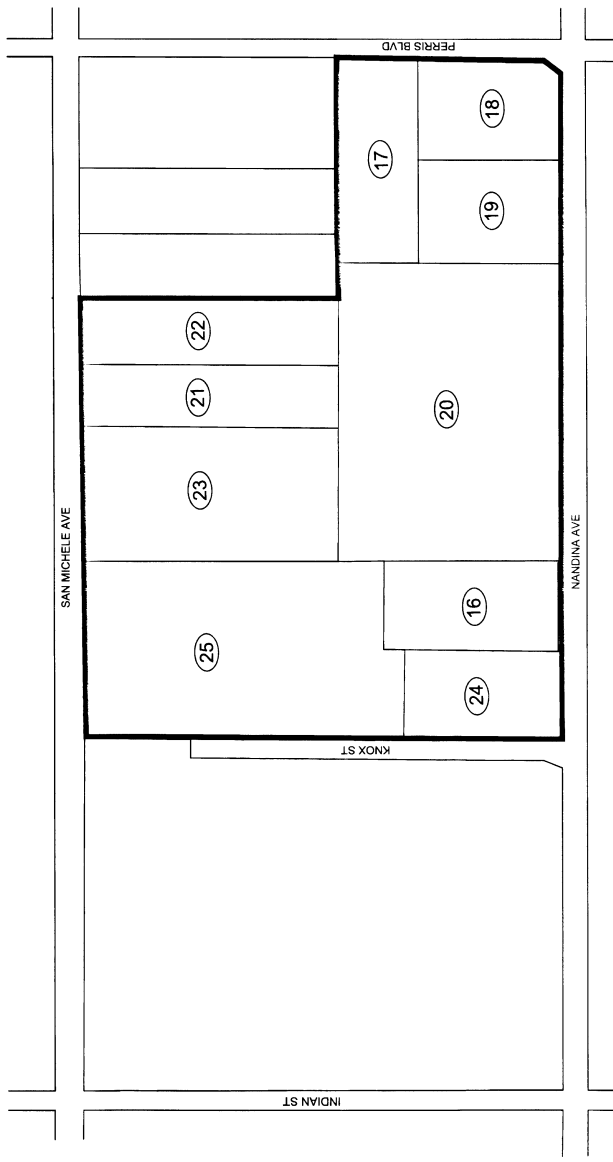 PERRIS BLVD
18
17
19
22
21
20
23
SAN MICHELE AVE
NANDINA AVE
16
25
24
KNOX ST
INDIAN ST